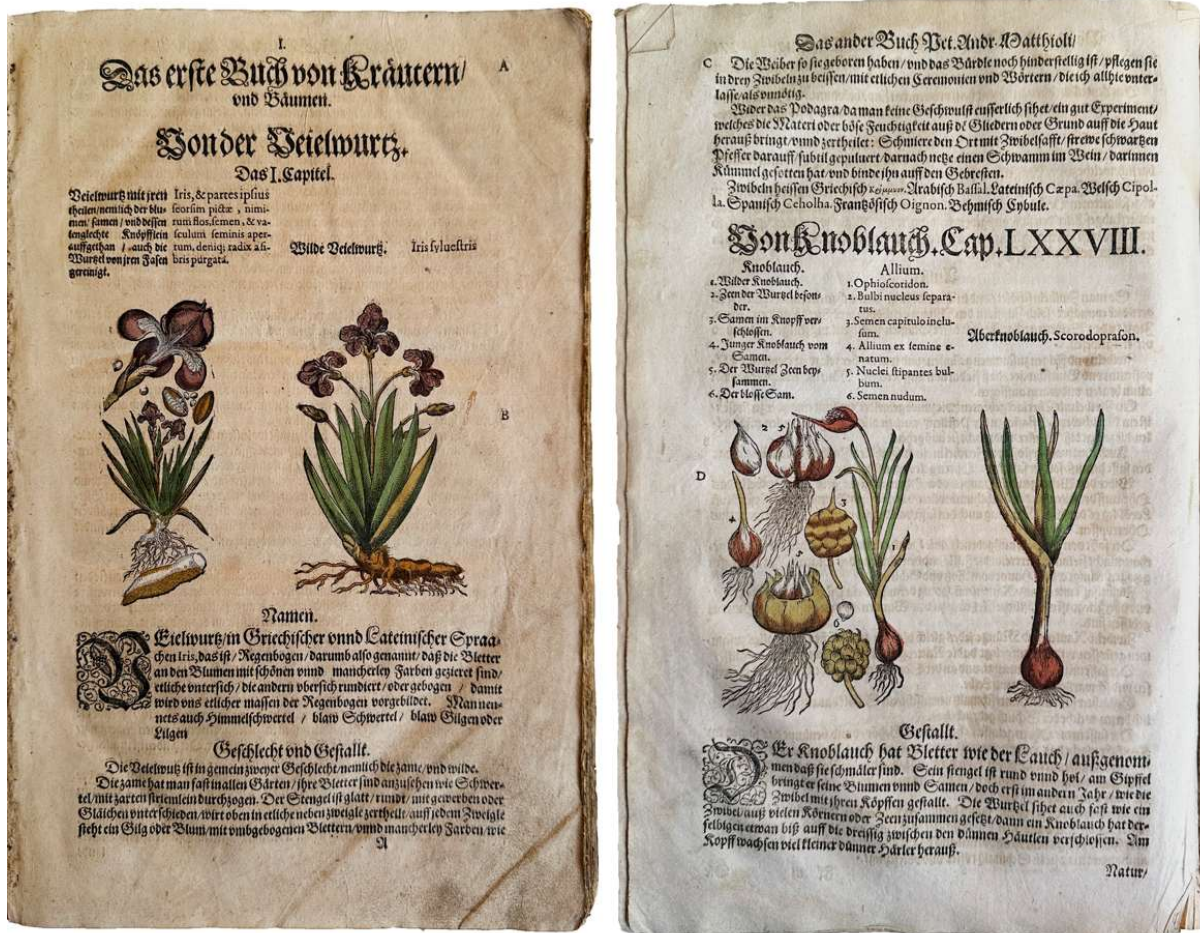 I.
Das erste Buch von Kräutern/
vnd Bäumen.
A
Von der Veielwurtz.
Das I. Capitel.
Veielwurtz mit jren
theilen/nemlich der blu-
men/ samen/ vnd dessen
lenglechte Knöpfflein
auffgethan / auch die
Wurtzel von jren Fasen
gereinigt.
Iris, & partes ipsius
seorsim pictæ, nimi-
rum flos, semen, & va-
sculum seminis aper-
tum, deniq; radix a fi-
bris purgata.
Wilde Veielwurtz.
Iris syluestris
B
Namen.
VEielwurtz/in Griechischer vnnd Lateinischer Spraa-
chen Iris, das ist/ Regenbogen/ darumb also genannt/ daß die Bletter
an den Blumen mit schönen vnnd mancherley Farben gezieret sind/
etliche vntersich/ die andern vbersich rundiert/ oder gebogen / damit
wird vns etlicher massen der Regenbogen vorgebildet. Man nen-
nets auch Himmelschwertel / blaw Schwertel / blaw Gilgen oder
Lilgen
Geschlecht vnd Gestallt.
Die Veielwutz ist in gemein zweyer Geschlecht/nemlich die zame/vnd wilde.
Die zame hat man fast in allen Gärten/ jhre Bletter sind anzusehen wie Schwer-
tel/mit zarten striemlein durchzogen. Der Stengel ist glatt/ rundt/ mit gewerben oder
Gläichen vnterschieden/wirt oben in etliche neben zweigle zertheilt/auff jedem Zweigle
steht ein Gilg oder Blum/ mit vmbgebogenen Blettern/vnnd mancherley Farben, wie
A
Das ander Buch Pet. Andr. Matthioli/
C
Die Weiber so sie geboren haben/ vnd das Bürdle noch hinderstellig ist/ pflegen sie
in drey Zwibeln zu beissen/mit etlichen Ceremonien vnd Wörtern/ die ich allhie vnter-
lasse/als vnnötig.
Wider das Podagra/da man keine Geschwulst eusserlich sihet/ein gut Experiment/
welches die Materi oder böse Feuchtigkeit auß dē Gliedern oder Grund auff die Haut
herauß bringt/vnnd zertheilet: Schmiere den Ort mit Zwibelsafft/ strewe schwartzen
Pfeffer darauff/ subtil gepuluert/ darnach netze einen Schwamm im Wein/ darinnen
Kümmel gesotten hat/ vnd binde jhn auff den Gebresten.
Zwibeln heissen Griechisch κρόμμυον. Arabisch Bassal. Lateinisch Cæpa. Welsch Cipol-
la. Spanisch Ceholha. Frantzösisch Oignon. Behmisch Cybule.
Von Knoblauch. Cap. LXXVIII.
Knoblauch.
1. Wilder Knoblauch.
2. Zeen der Wurtzel beson-
der.
3. Samen im Knopff ver-
schlossen.
4. Junger Knoblauch vom
Samen.
5. Der Wurtzel Zeen bey-
sammen.
6. Der blosse Sam.
Allium.
1. Ophioscoridon.
2. Bulbi nucleus separa-
tus.
3. Semen capitulo inclu-
sum.
4. Allium ex semine e-
natum.
5. Nuclei stipantes bul-
bum.
6. Semen nudum.
Aberknoblauch. Scorodoprason.
D
2
5
4
3
1
5
6
Gestallt.
DEr Knoblauch hat Bletter wie der Lauch / außgenom-
men daß sie schmäler sind. Sein stengel ist rund vnnd hol/ am Gipffel
bringt er seine Blumen vnnd Samen / doch erst im andern Jahr / wie die
Zwibel mit jhren Köpffen gestallt. Die Wurtzel sihet auch fast wie ein
Zwibel/auß vielen Körnern oder Zeen zusammen gesetzt/ dann ein Knoblauch hat der-
selbigen etwan biß auff die dreissig zwischen den dünnen Häutlen verschlossen. Am
Kopff wachsen viel kleiner dünner Härler herauß.
Natur/